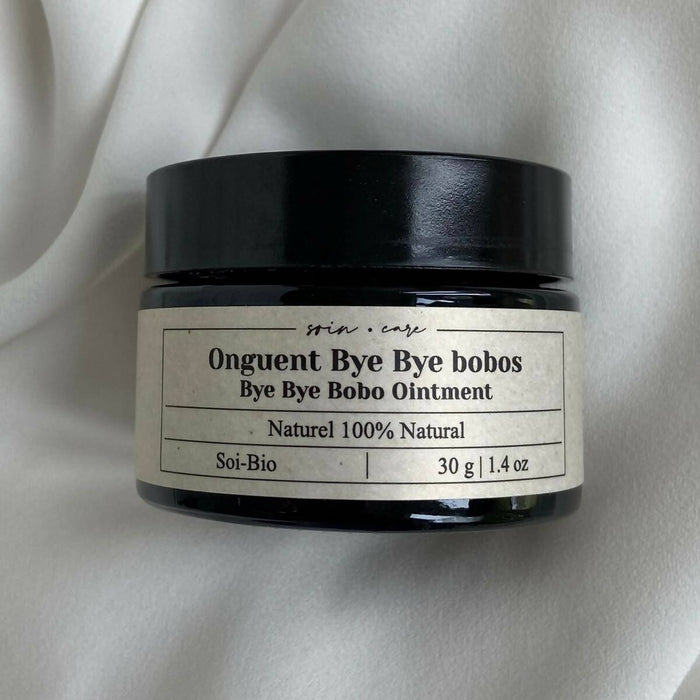 soin • care
Onguent Bye Bye bobos
Bye Bye Bobo Ointment
Naturel 100% Natural
Soi-Bio | 30 g | 1.4 oz